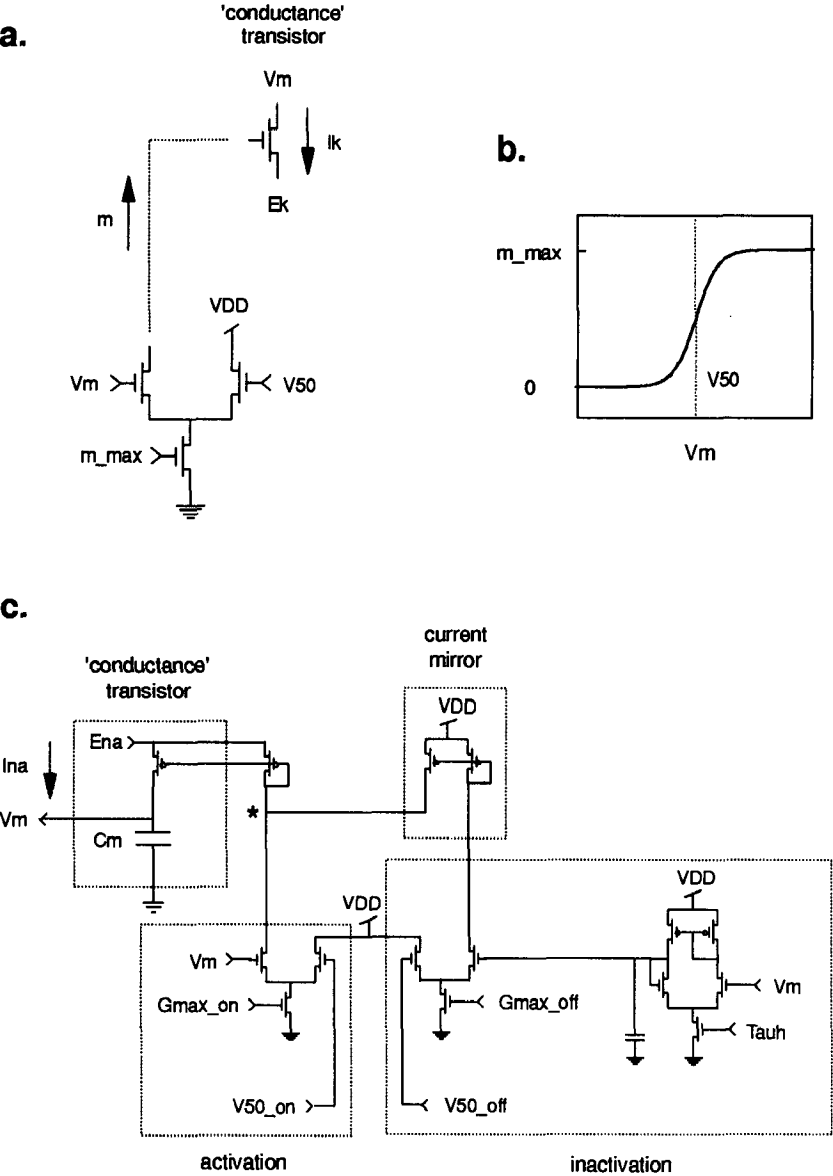 a.
'conductance'
transistor
Vm
Ik
Ek
m
VDD
Vm
V50
m_max
b.
m_max
0
V50
Vm
c.
'conductance'
transistor
current
mirror
VDD
Ena
Ina
Vm
Cm
*
VDD
VDD
Vm
Gmax_on
Gmax_off
Vm
Tauh
V50_on
V50_off
activation
inactivation